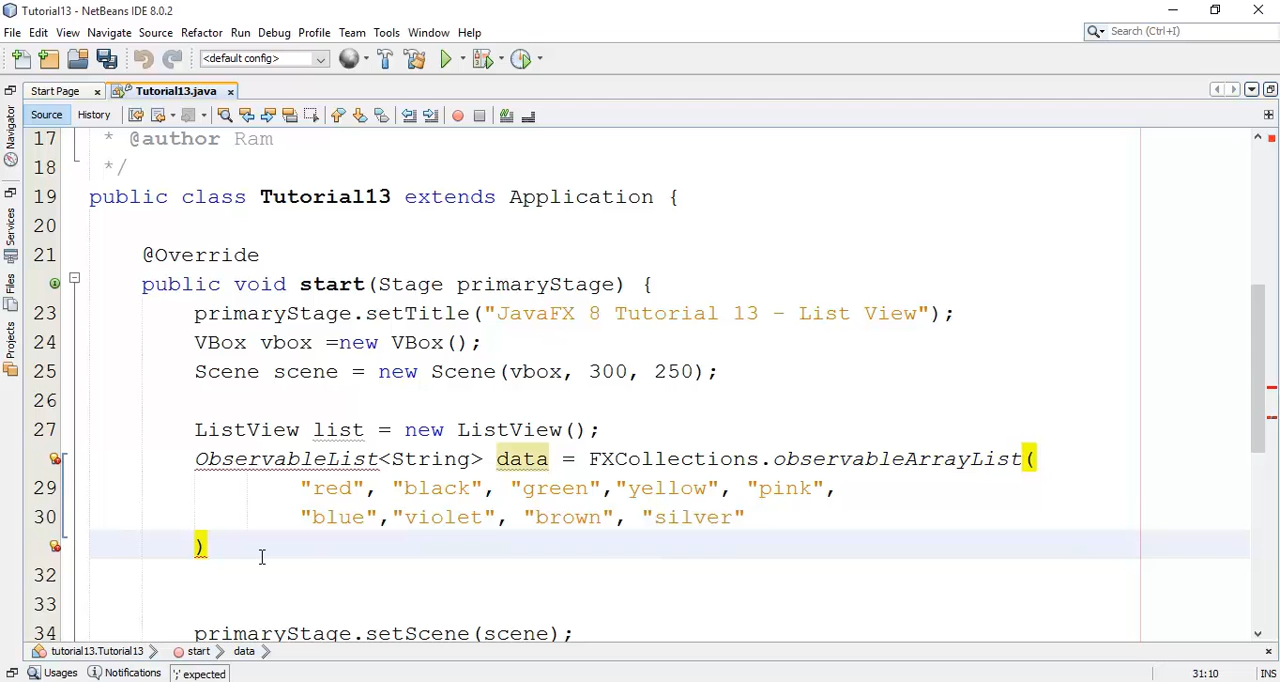 Tutorial13 - NetBeans IDE 8.0.2
File Edit View Navigate Source Refactor Run Debug Profile Team Tools Window Help
Search (Ctrl+I)
<default config>
Start Page x Tutorial13.java x
Source History
Navigator
Services
Files
Projects
17 * @author Ram
18 */
19 public class Tutorial13 extends Application {
20
21 @Override
public void start(Stage primaryStage) {
23 primaryStage.setTitle("JavaFX 8 Tutorial 13 - List View");
24 VBox vbox =new VBox();
25 Scene scene = new Scene(vbox, 300, 250);
26
27 ListView list = new ListView();
ObservableList<String> data = FXCollections.observableArrayList(
29 "red", "black", "green","yellow", "pink",
30 "blue","violet", "brown", "silver"
)
32
33
34 primaryStage.setScene(scene);
tutorial13.Tutorial13 start data
Usages Notifications ';' expected 31:10 INS